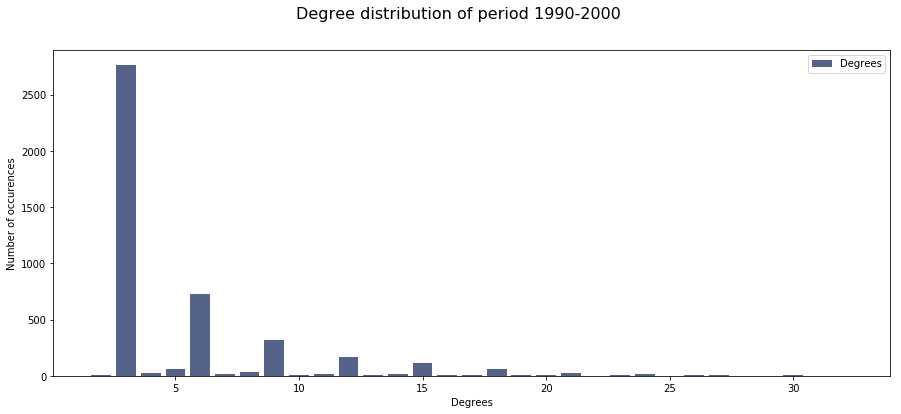 Degree distribution of period 1990-2000
Degrees
2500
2000
1500
1000
500
0
Number of occurences
5 10 15 20 25 30
Degrees